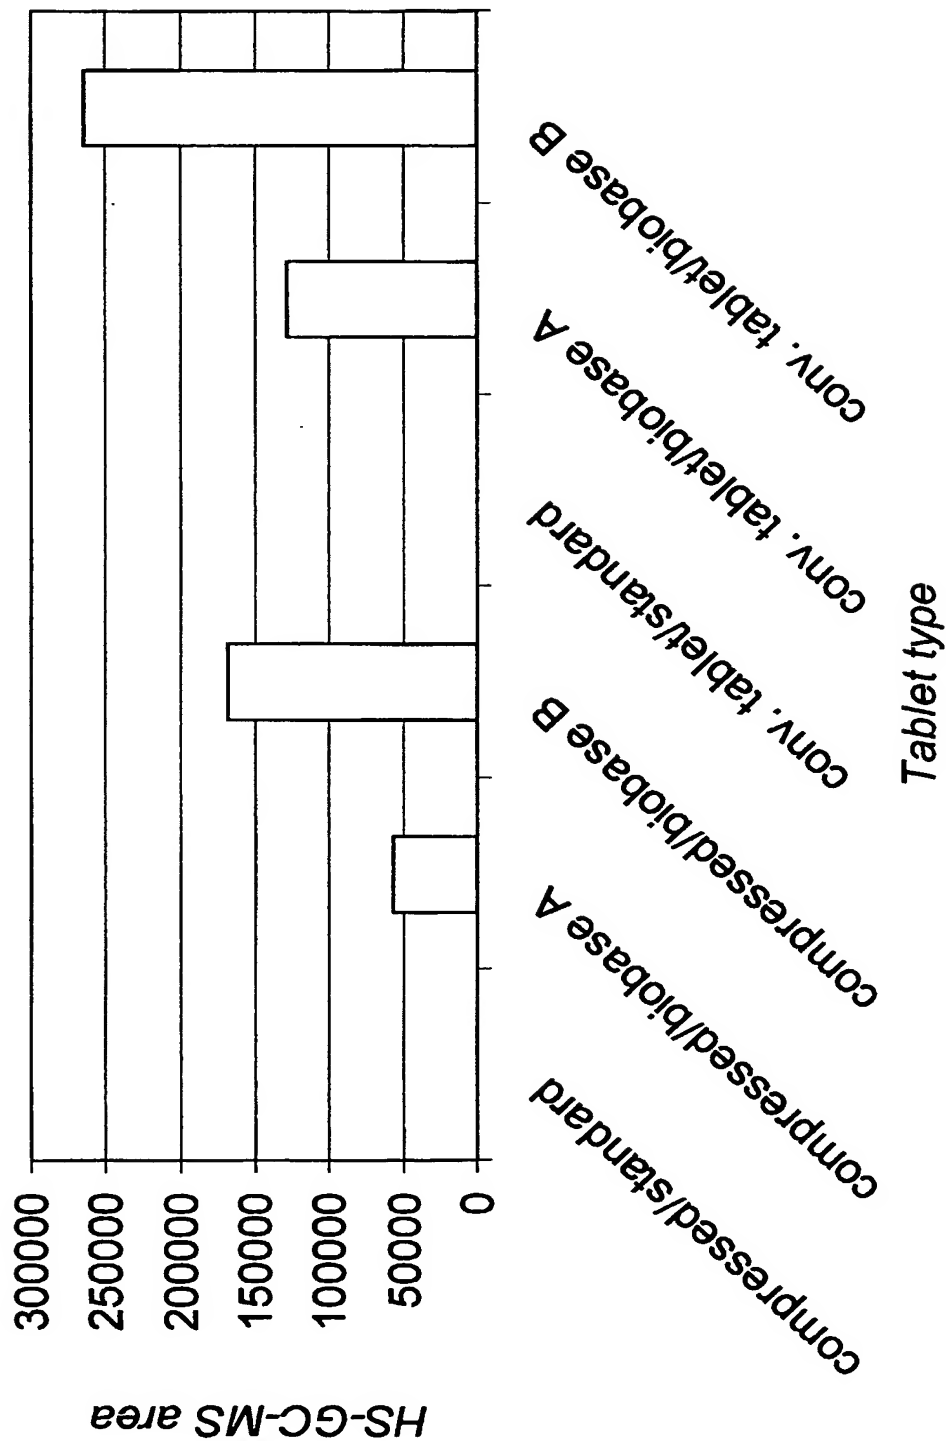 HS-GC-MS area
300000
250000
200000
150000
100000
50000
0
compressed/standard
compressed/biobase A
compressed/biobase B
conv. tablet/standard
conv. tablet/biobase A
conv. tablet/biobase B
Tablet type